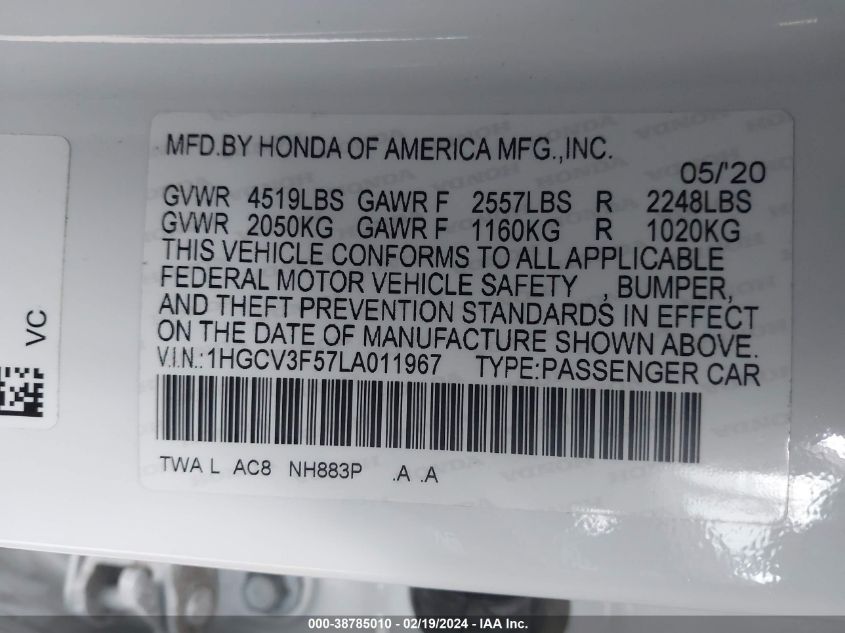 MFD.BY HONDA OF AMERICA MFG.,INC.
05/'20
GVWR 4519LBS GAWR F 2557LBS R 2248LBS
GVWR 2050KG GAWR F 1160KG R 1020KG
THIS VEHICLE CONFORMS TO ALL APPLICABLE
FEDERAL MOTOR VEHICLE SAFETY , BUMPER,
AND THEFT PREVENTION STANDARDS IN EFFECT
ON THE DATE OF MANUFACTURE SHOWN ABOVE.
V.I.N.:1HGCV3F57LA011967 TYPE:PASSENGER CAR
TWA L AC8 NH883P .A .A
VC
000-38785010 - 02/19/2024 - IAA Inc.